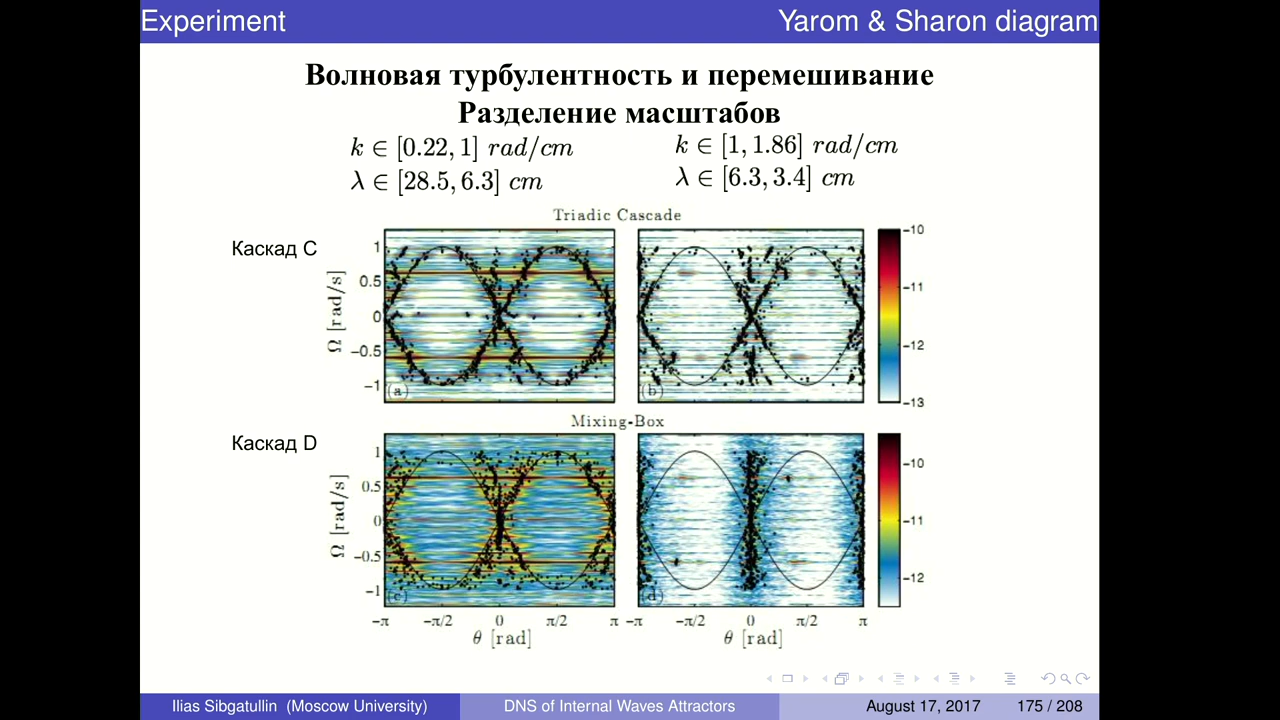 Experiment
Yarom & Sharon diagram
Волновая турбулентность и перемешивание
Разделение масштабов
k ∈ [0.22, 1] rad/cm
k ∈ [1, 1.86] rad/cm
λ ∈ [28.5, 6.3] cm
λ ∈ [6.3, 3.4] cm
Triadic Cascade
Каскад C
Ω [rad/s]
1
0.5
0
−0.5
−1
(a)
(b)
−10
−11
−12
−13
Mixing-Box
Каскад D
Ω [rad/s]
1
0.5
0
−0.5
−1
(c)
(d)
−10
−11
−12
−π −π/2 0 π/2 π
−π −π/2 0 π/2 π
θ [rad]
θ [rad]
Ilias Sibgatullin (Moscow University)
DNS of Internal Waves Attractors
August 17, 2017
175 / 208